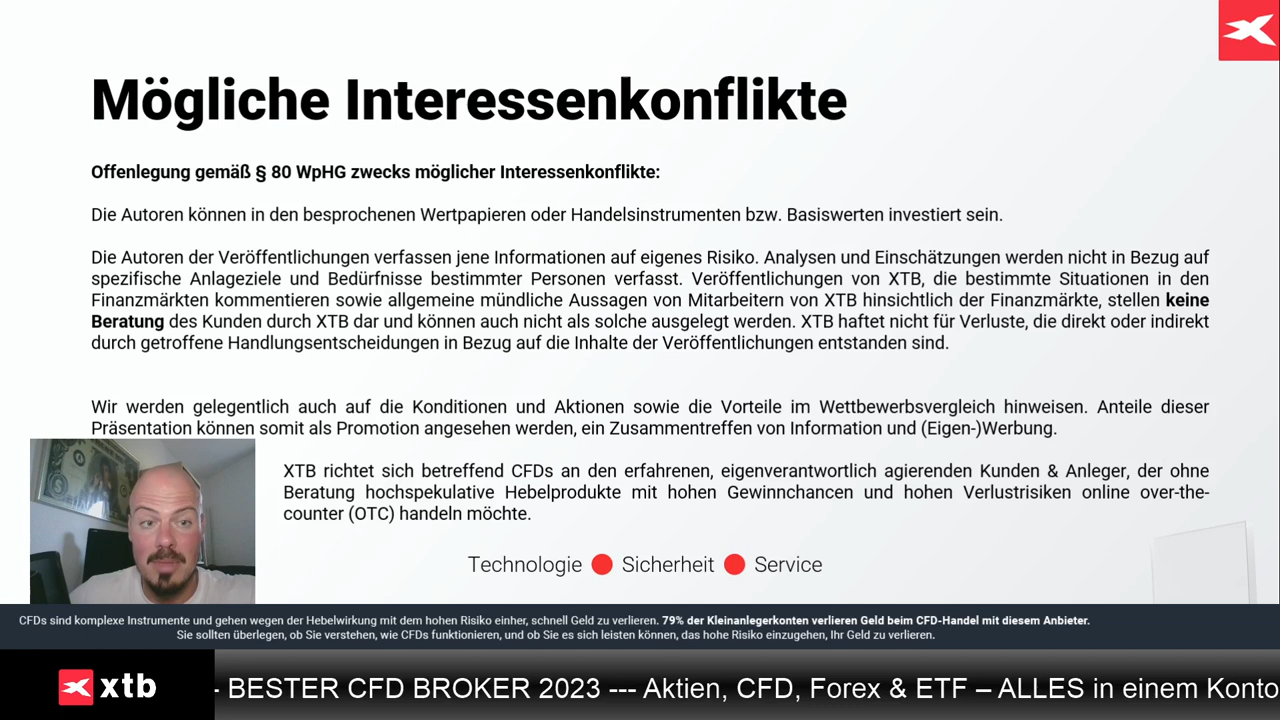 Mögliche Interessenkonflikte
Offenlegung gemäß § 80 WpHG zwecks möglicher Interessenkonflikte:
Die Autoren können in den besprochenen Wertpapieren oder Handelsinstrumenten bzw. Basiswerten investiert sein.
Die Autoren der Veröffentlichungen verfassen jene Informationen auf eigenes Risiko. Analysen und Einschätzungen werden nicht in Bezug auf
spezifische Anlageziele und Bedürfnisse bestimmter Personen verfasst. Veröffentlichungen von XTB, die bestimmte Situationen in den
Finanzmärkten kommentieren sowie allgemeine mündliche Aussagen von Mitarbeitern von XTB hinsichtlich der Finanzmärkte, stellen keine
Beratung des Kunden durch XTB dar und können auch nicht als solche ausgelegt werden. XTB haftet nicht für Verluste, die direkt oder indirekt
durch getroffene Handlungsentscheidungen in Bezug auf die Inhalte der Veröffentlichungen entstanden sind.
Wir werden gelegentlich auch auf die Konditionen und Aktionen sowie die Vorteile im Wettbewerbsvergleich hinweisen. Anteile dieser
Präsentation können somit als Promotion angesehen werden, ein Zusammentreffen von Information und (Eigen-)Werbung.
XTB richtet sich betreffend CFDs an den erfahrenen, eigenverantwortlich agierenden Kunden & Anleger, der ohne
Beratung hochspekulative Hebelprodukte mit hohen Gewinnchancen und hohen Verlustrisiken online over-the-
counter (OTC) handeln möchte.
Technologie Sicherheit Service
CFDs sind komplexe Instrumente und gehen wegen der Hebelwirkung mit dem hohen Risiko einher, schnell Geld zu verlieren. 79% der Kleinanlegerkonten verlieren Geld beim CFD-Handel mit diesem Anbieter.
Sie sollten überlegen, ob Sie verstehen, wie CFDs funktionieren, und ob Sie es sich leisten können, das hohe Risiko einzugehen, Ihr Geld zu verlieren.
xtb - BESTER CFD BROKER 2023 --- Aktien, CFD, Forex & ETF – ALLES in einem Konto